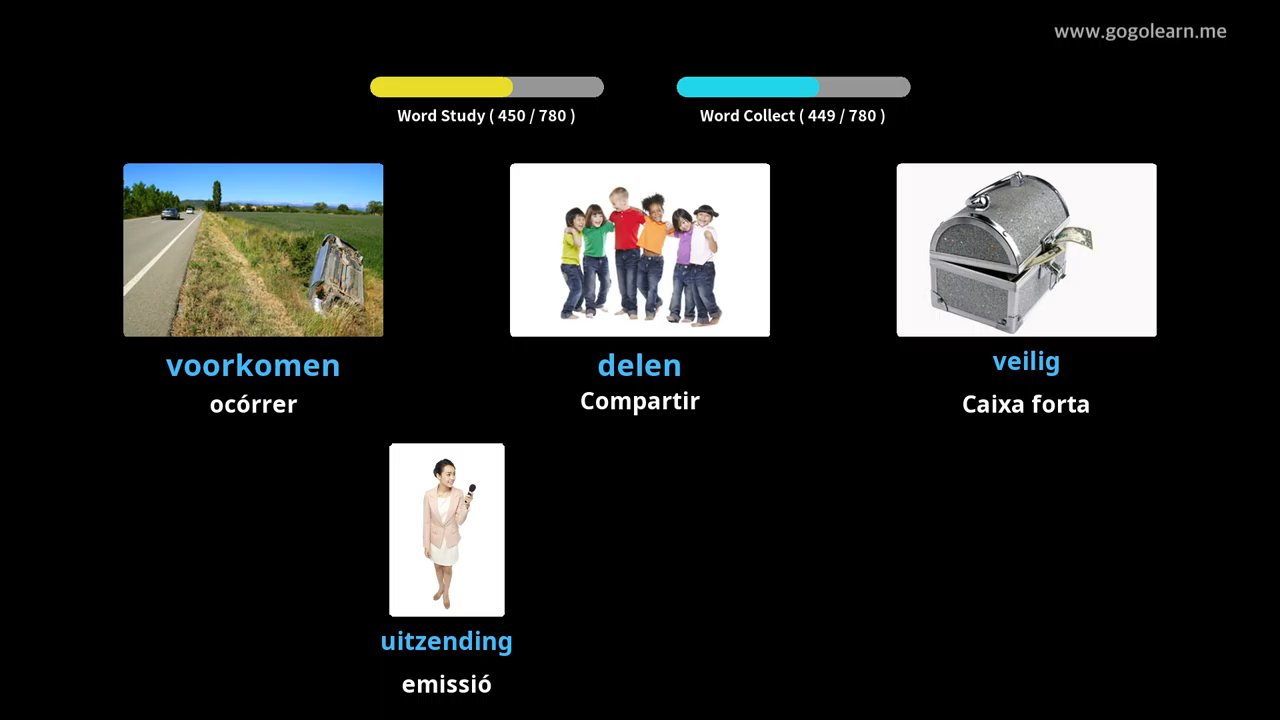 www.gogolearn.me
Word Study ( 450 / 780 )
Word Collect ( 449 / 780 )
voorkomen
ocórrer
delen
Compartir
veilig
Caixa forta
uitzending
emissió